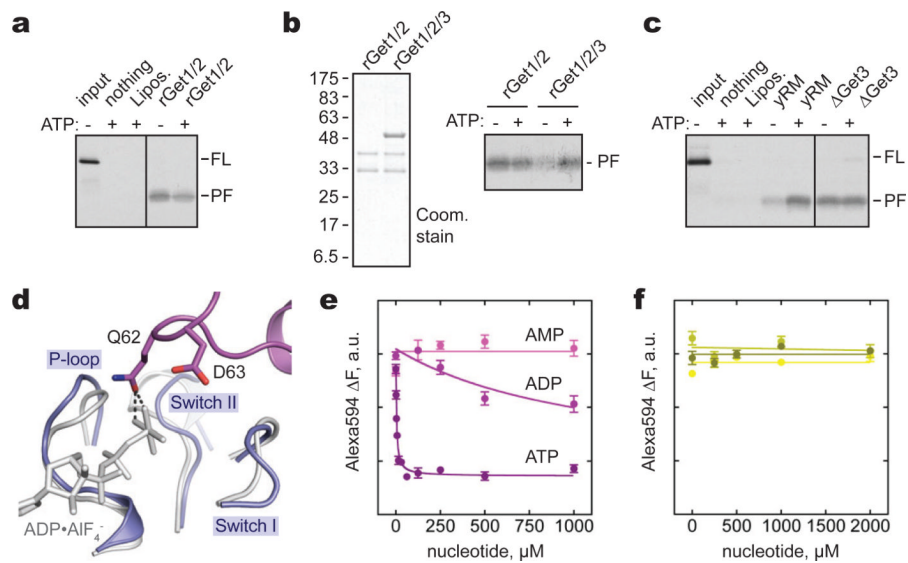 a
input
nothing
Lipos.
rGet1/2
rGet1/2
ATP: - + + - +
-FL
-PF
b
rGet1/2
rGet1/2/3
175 -
83 -
63 -
48 -
33 -
25 -
17 -
6.5 -
Coom.
stain
rGet1/2
rGet1/2/3
ATP: - + - +
- PF
c
input
nothing
Lipos.
yRM
yRM
ΔGet3
ΔGet3
ATP: - + + - + - +
-FL
-PF
d
Q62
P-loop
D63
Switch II
Switch I
ADP•AlF4-
e
Alexa594 ΔF, a.u.
AMP
ADP
ATP
0 250 500 750 1000
nucleotide, µM
f
Alexa594 ΔF, a.u.
0 500 1000 1500 2000
nucleotide, µM